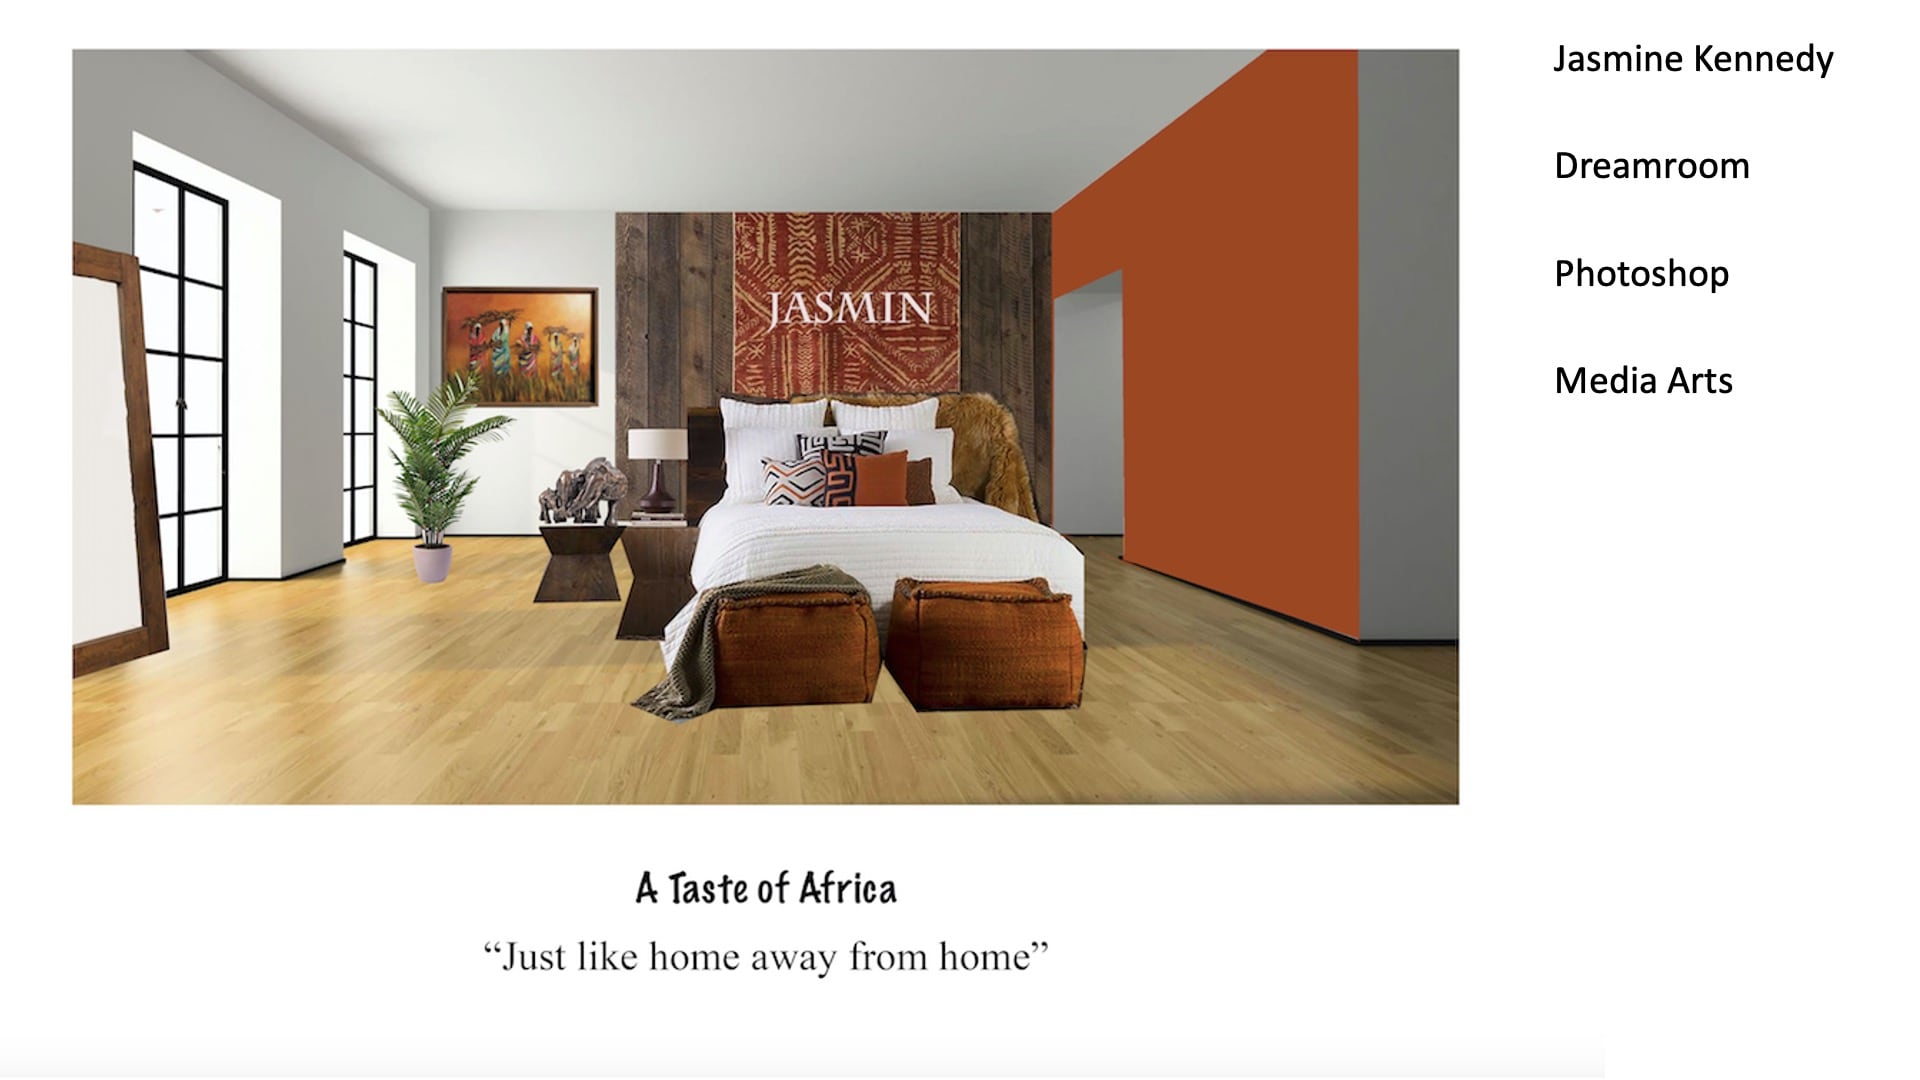 Jasmine Kennedy
Dreamroom
Photoshop
Media Arts
JASMIN
A Taste of Africa
“Just like home away from home”